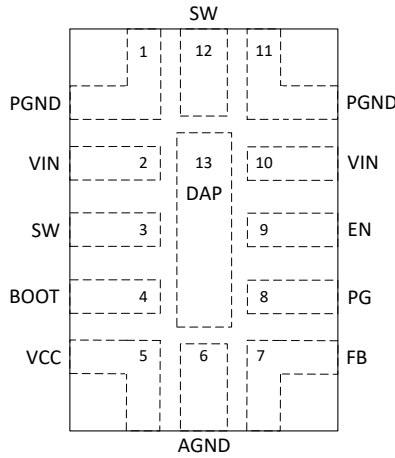 SW
1 12 11
PGND PGND
VIN 2 13 10 VIN
DAP
SW 3 9 EN
BOOT 4 8 PG
VCC 5 6 7 FB
AGND